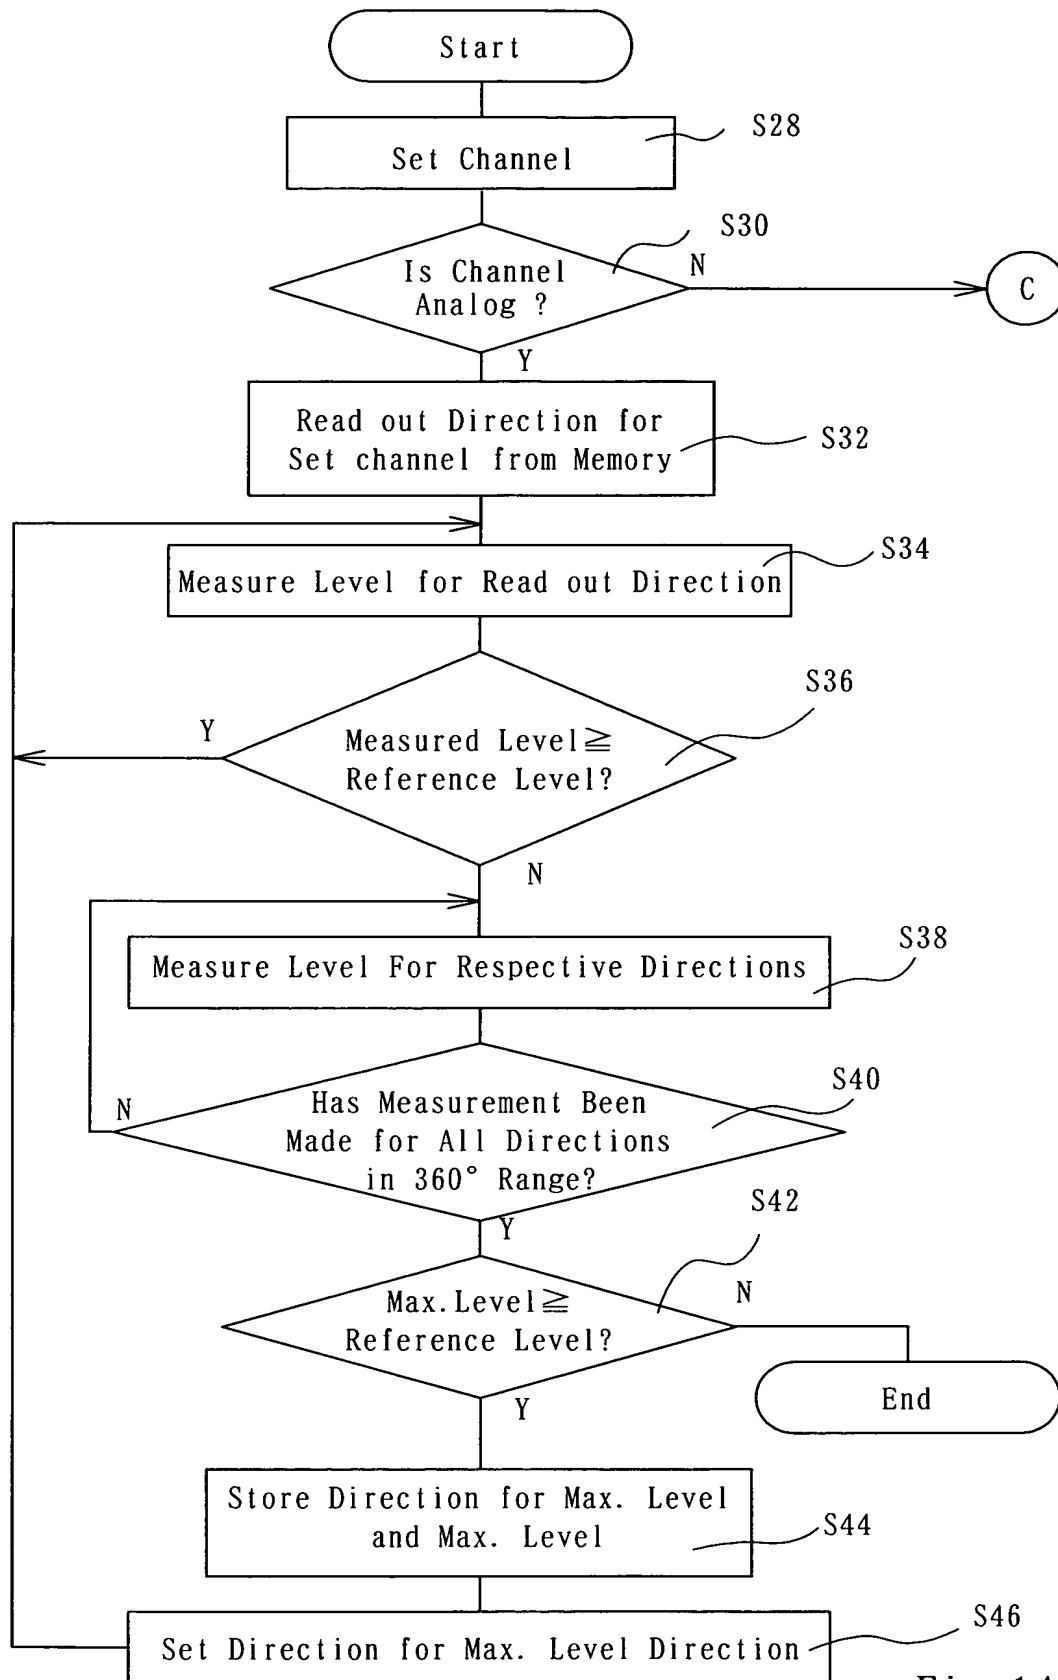 Start
Set Channel
S28
S30
Is Channel
Analog ?
N
C
Y
Read out Direction for
Set channel from Memory
S32
S34
Measure Level for Read out Direction
S36
Y
Measured Level≧
Reference Level?
N
S38
Measure Level For Respective Directions
S40
N
Has Measurement Been
Made for All Directions
in 360° Range?
Y
S42
Max.Level≧
Reference Level?
N
End
Y
Store Direction for Max. Level
and Max. Level
S44
S46
Set Direction for Max. Level Direction